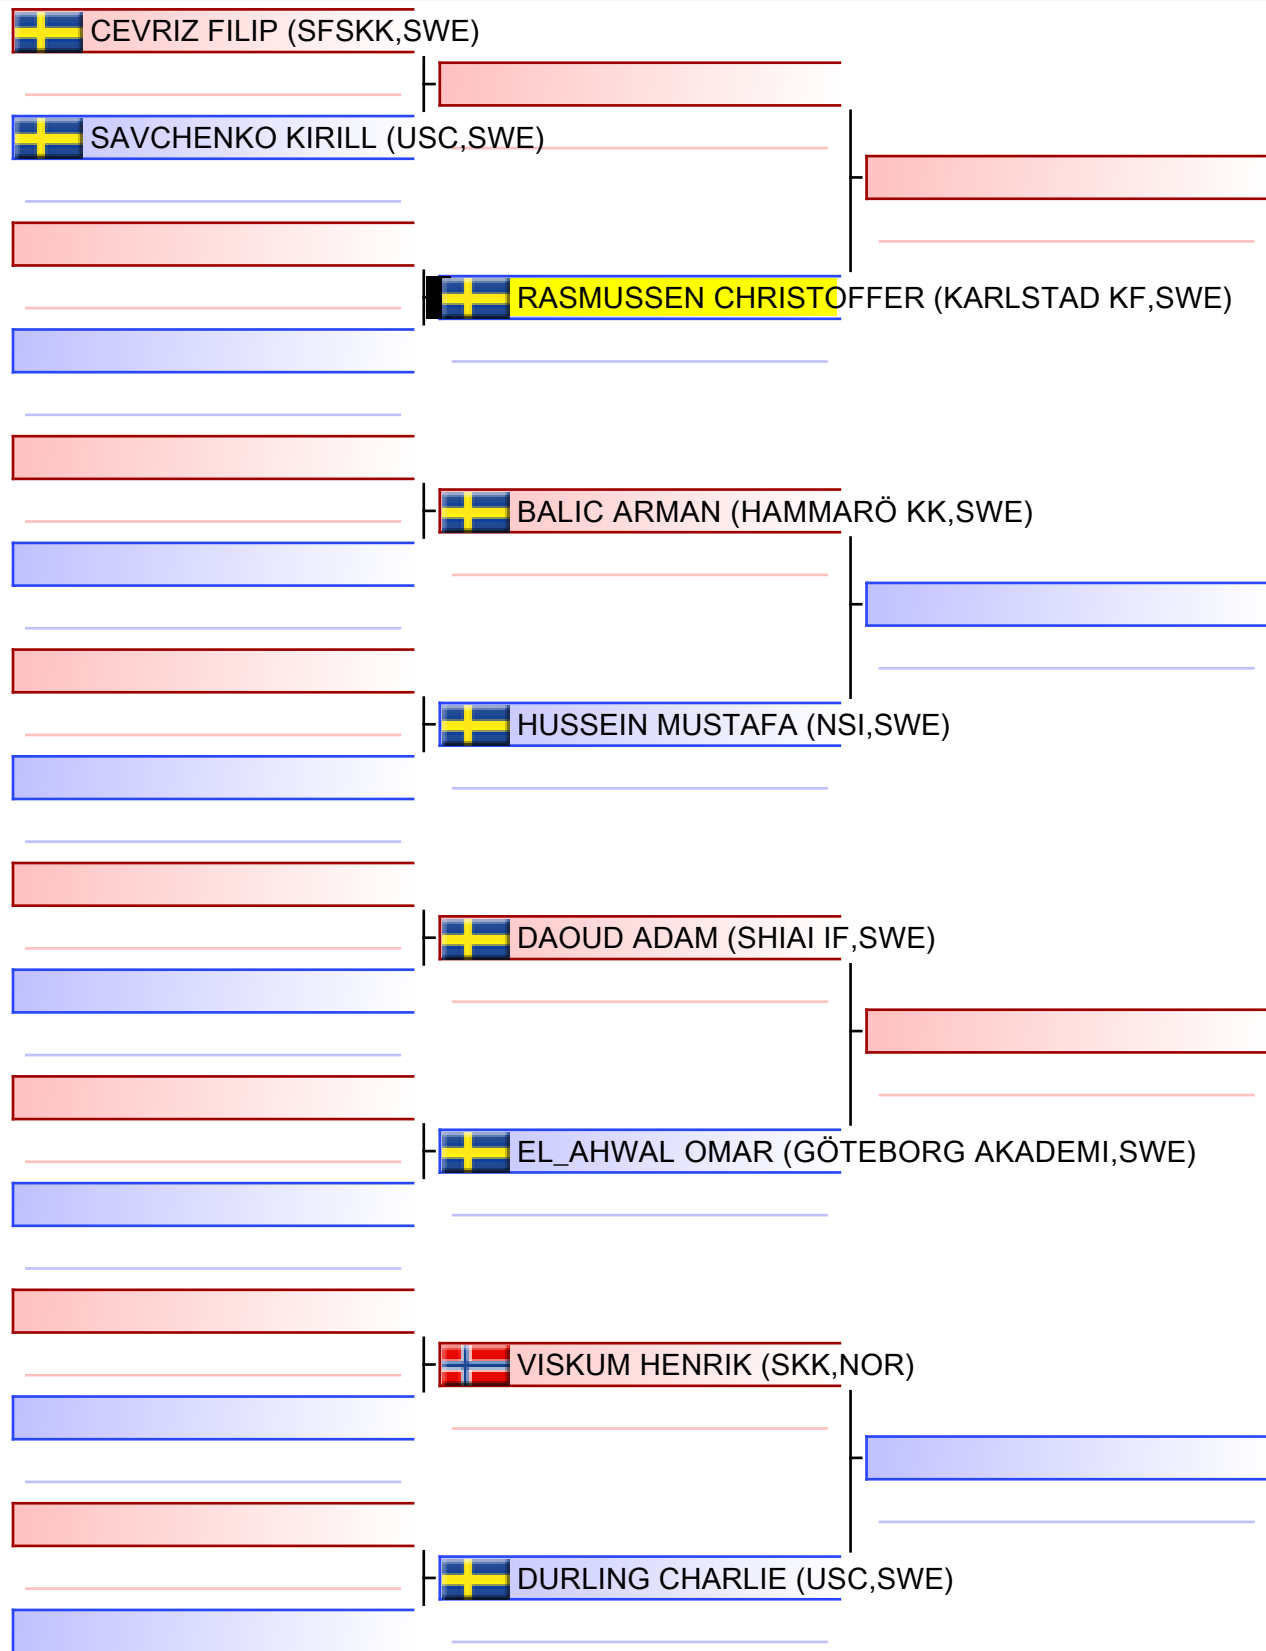 CEVRIZ FILIP (SFSKK,SWE)
SAVCHENKO KIRILL (USC,SWE)
RASMUSSEN CHRISTOFFER (KARLSTAD KF,SWE)
BALIC ARMAN (HAMMARÖ KK,SWE)
HUSSEIN MUSTAFA (NSI,SWE)
DAOUD ADAM (SHIAI IF,SWE)
EL_AHWAL OMAR (GÖTEBORG AKADEMI,SWE)
VISKUM HENRIK (SKK,NOR)
DURLING CHARLIE (USC,SWE)